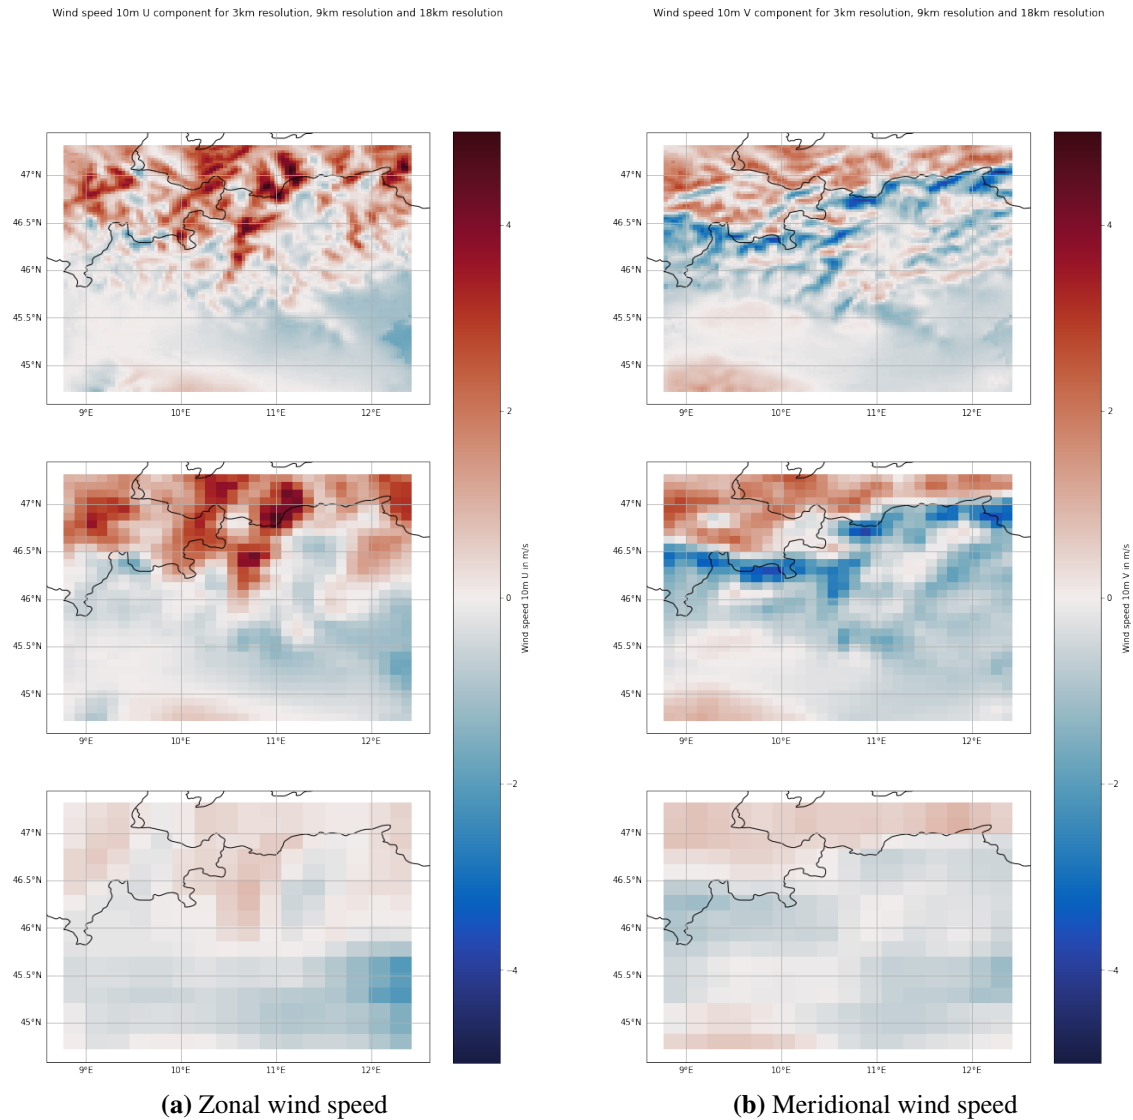 Wind speed 10m U component for 3km resolution, 9km resolution and 18km resolution
47°N
46.5°N
46°N
45.5°N
45°N
9°E 10°E 11°E 12°E
47°N
46.5°N
46°N
45.5°N
45°N
9°E 10°E 11°E 12°E
47°N
46.5°N
46°N
45.5°N
45°N
9°E 10°E 11°E 12°E
4
2
0
−2
−4
Wind speed 10m U in m/s
(a) Zonal wind speed
Wind speed 10m V component for 3km resolution, 9km resolution and 18km resolution
47°N
46.5°N
46°N
45.5°N
45°N
9°E 10°E 11°E 12°E
47°N
46.5°N
46°N
45.5°N
45°N
9°E 10°E 11°E 12°E
47°N
46.5°N
46°N
45.5°N
45°N
9°E 10°E 11°E 12°E
4
2
0
−2
−4
Wind speed 10m V in m/s
(b) Meridional wind speed